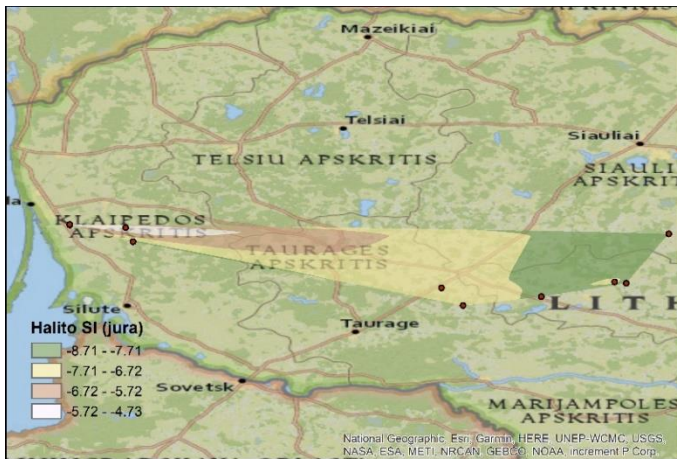 APRINKIS
Mazeikiai
Telsiai
Siauliai
TELSIU APSKRITIS
SIAULI
APSKRIT
KLAIPEDOS
APSKRITIS
TAURAGES
APSKRITIS
Silute
LITH
Taurage
Halito SI (jura)
-8.71 - -7.71
-7.71 - -6.72
-6.72 - -5.72
-5.72 - -4.73
Sovetsk
MARIJAMPOLES
APSKRITIS
National Geographic, Esri, Garmin, HERE, UNEP-WCMC, USGS,
NASA, ESA, METI, NRCAN, GEBCO, NOAA, increment P Corp.